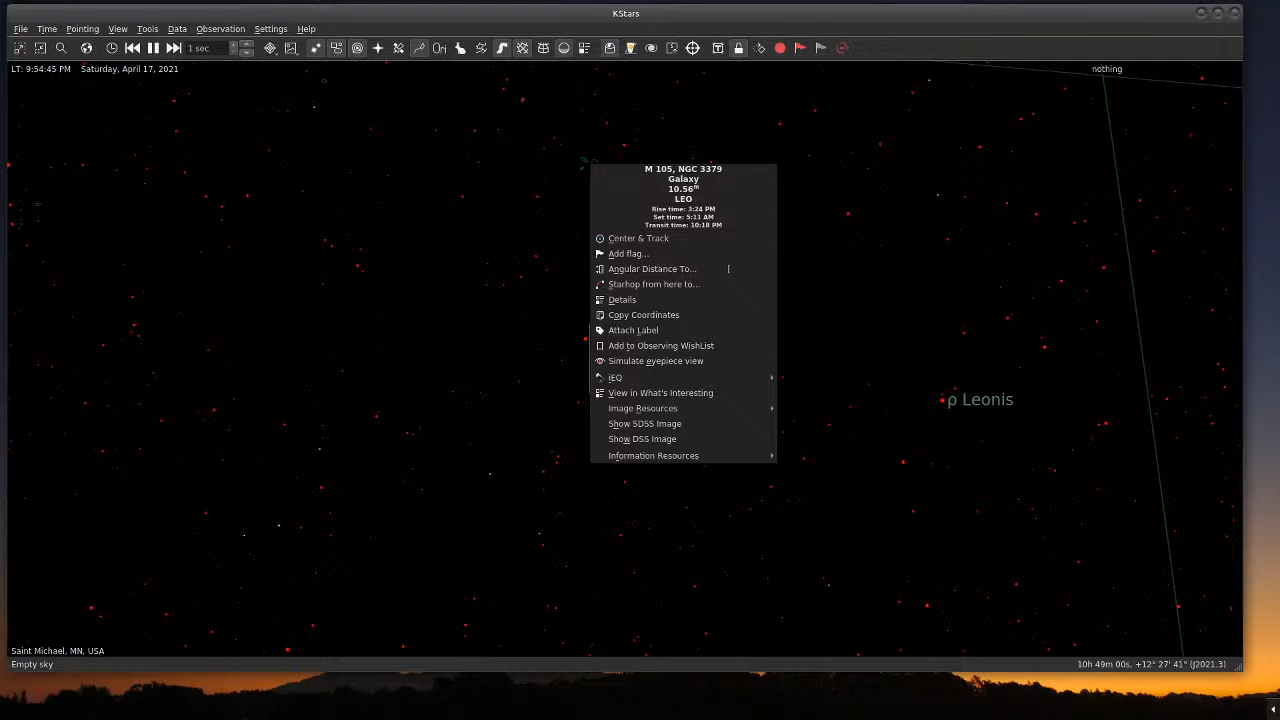 KStars
File Time Pointing View Tools Data Observation Settings Help
1 sec
LT: 9:54:45 PM Saturday, April 17, 2021
nothing
M 105, NGC 3379
Galaxy
10.56ᵐ
LEO
Rise time: 3:24 PM
Set time: 5:11 AM
Transit time: 10:18 PM
Center & Track
Add flag...
Angular Distance To... [
Starhop from here to...
Details
Copy Coordinates
Attach Label
Add to Observing WishList
Simulate eyepiece view
iEQ
View in What's Interesting
Image Resources
Show SDSS Image
Show DSS Image
Information Resources
ρ Leonis
Saint Michael, MN, USA
Empty sky
10h 49m 00s, +12° 27' 41" (J2021.3)